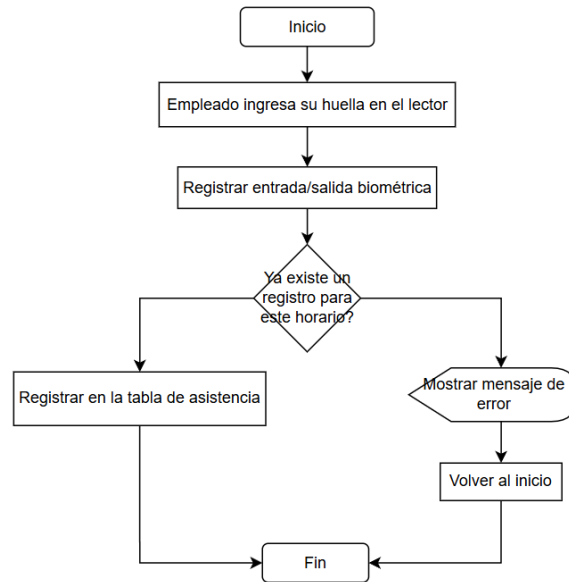 Inicio
Empleado ingresa su huella en el lector
Registrar entrada/salida biométrica
Ya existe un
registro para
este horario?
Registrar en la tabla de asistencia
Mostrar mensaje de
error
Volver al inicio
Fin